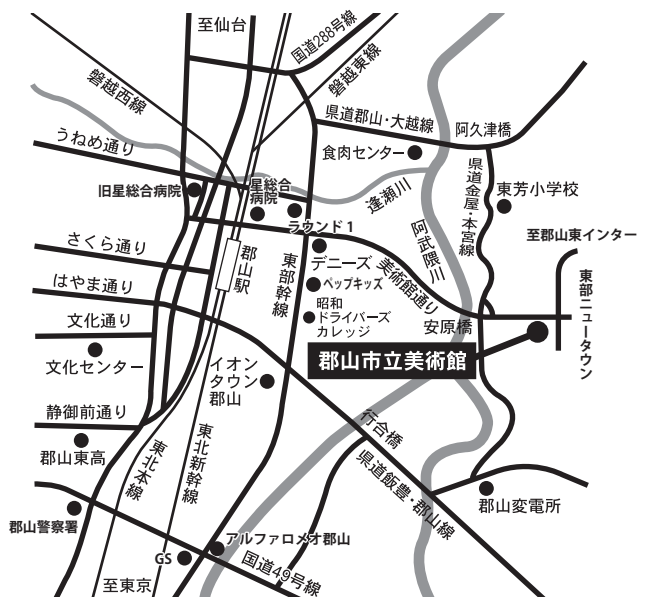 至仙台
国道288号線
磐越東線
磐越西線
県道郡山・大越線
阿久津橋
うねめ通り
食肉センター
旧星総合病院
星総合
病院
逢瀬川
県道金屋・本宮線
東芳小学校
ラウンド1
至郡山東インター
さくら通り
郡山駅
東部幹線
デニーズ
美術館通り
阿武隈川
はやま通り
ペップキッズ
東部ニュータウン
昭和
ドライバーズ
カレッジ
文化通り
安原橋
文化センター
イオン
タウン
郡山
郡山市立美術館
静御前通り
行合橋
郡山東高
東北本線
東北新幹線
県道飯豊・郡山線
郡山変電所
郡山警察署
アルファロメオ郡山
GS
国道49号線
至東京